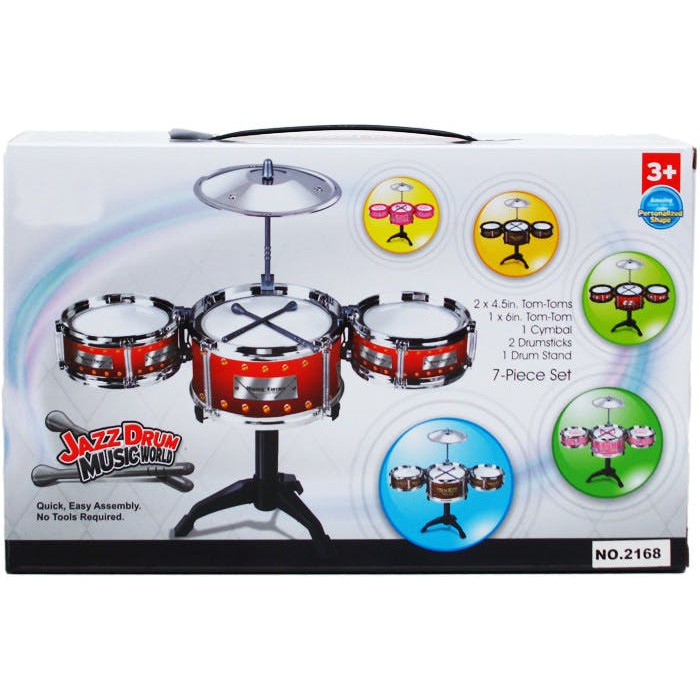 3+
Amazing
Personalized
Shape
2 x 4.5in. Tom-Toms
1 x 6in. Tom-Tom
1 Cymbal
2 Drumsticks
1 Drum Stand
7-Piece Set
JAZZ DRUM
MUSIC WORLD
Quick, Easy Assembly.
No Tools Required.
NO.2168